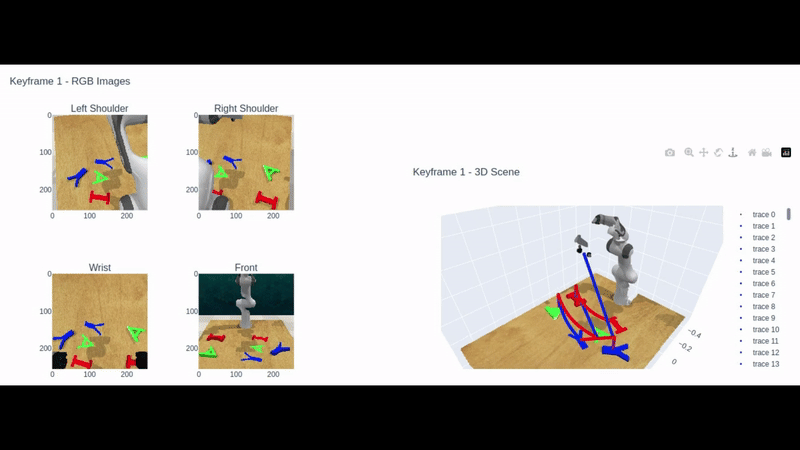 Keyframe 1 - RGB Images
Left Shoulder
Right Shoulder
0
100
200
0
100
200
0
100
200
0
100
200
Wrist
Front
0
100
200
0
100
200
0
100
200
0
100
200
Keyframe 1 - 3D Scene
−0.4
−0.2
0
trace 0
trace 1
trace 2
trace 3
trace 4
trace 5
trace 6
trace 7
trace 8
trace 9
trace 10
trace 11
trace 12
trace 13